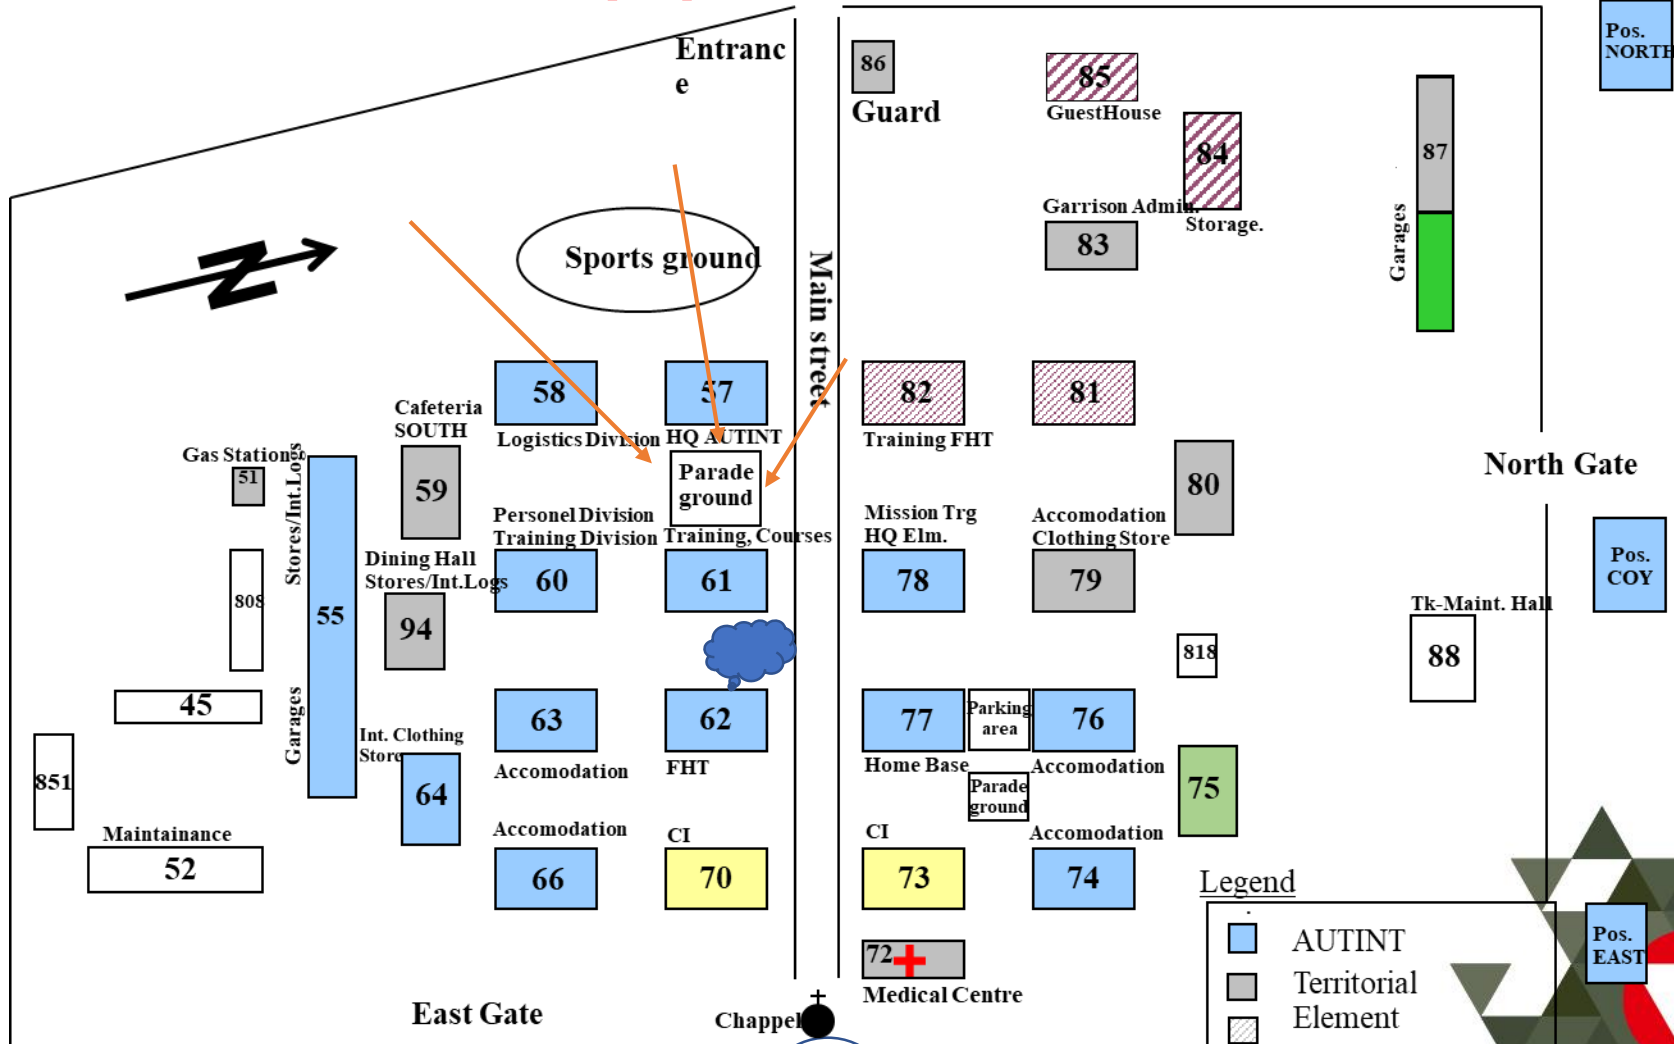 Pos.
NORTH
Entranc
e
86
Guard
85
GuestHouse
84
Storage.
87
Garages
Garrison Admin.
83
N
Sports ground
Main street
58
Logistics Division
57
HQ AUTINT
82
Training FHT
81
Cafeteria
SOUTH
59
Gas Station
51
Stores/Int.Logs
Parade
ground
80
North Gate
Personel Division
Training Division
60
Training, Courses
61
Mission Trg
HQ Elm.
78
Accomodation
Clothing Store
79
Pos.
COY
Dining Hall
Stores/Int.Logs
94
808
55
Tk-Maint. Hall
88
818
45
Garages
851
Int. Clothing
Store
64
63
Accomodation
62
FHT
77
Home Base
Parking
area
76
Accomodation
Parade
ground
75
Maintainance
52
Accomodation
66
CI
70
CI
73
Accomodation
74
Legend
AUTINT
Territorial
Element
Pos.
EAST
72
Medical Centre
East Gate
Chappel